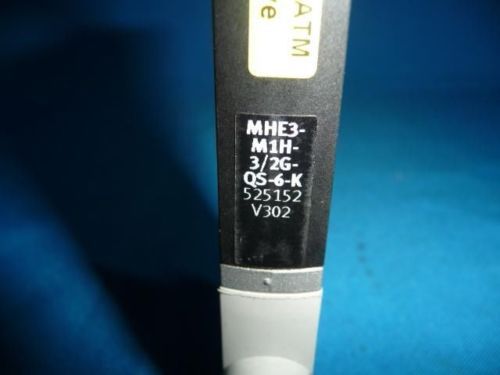 ATM
MHE3-
M1H-
3/2G-
QS-6-K
525152
V302